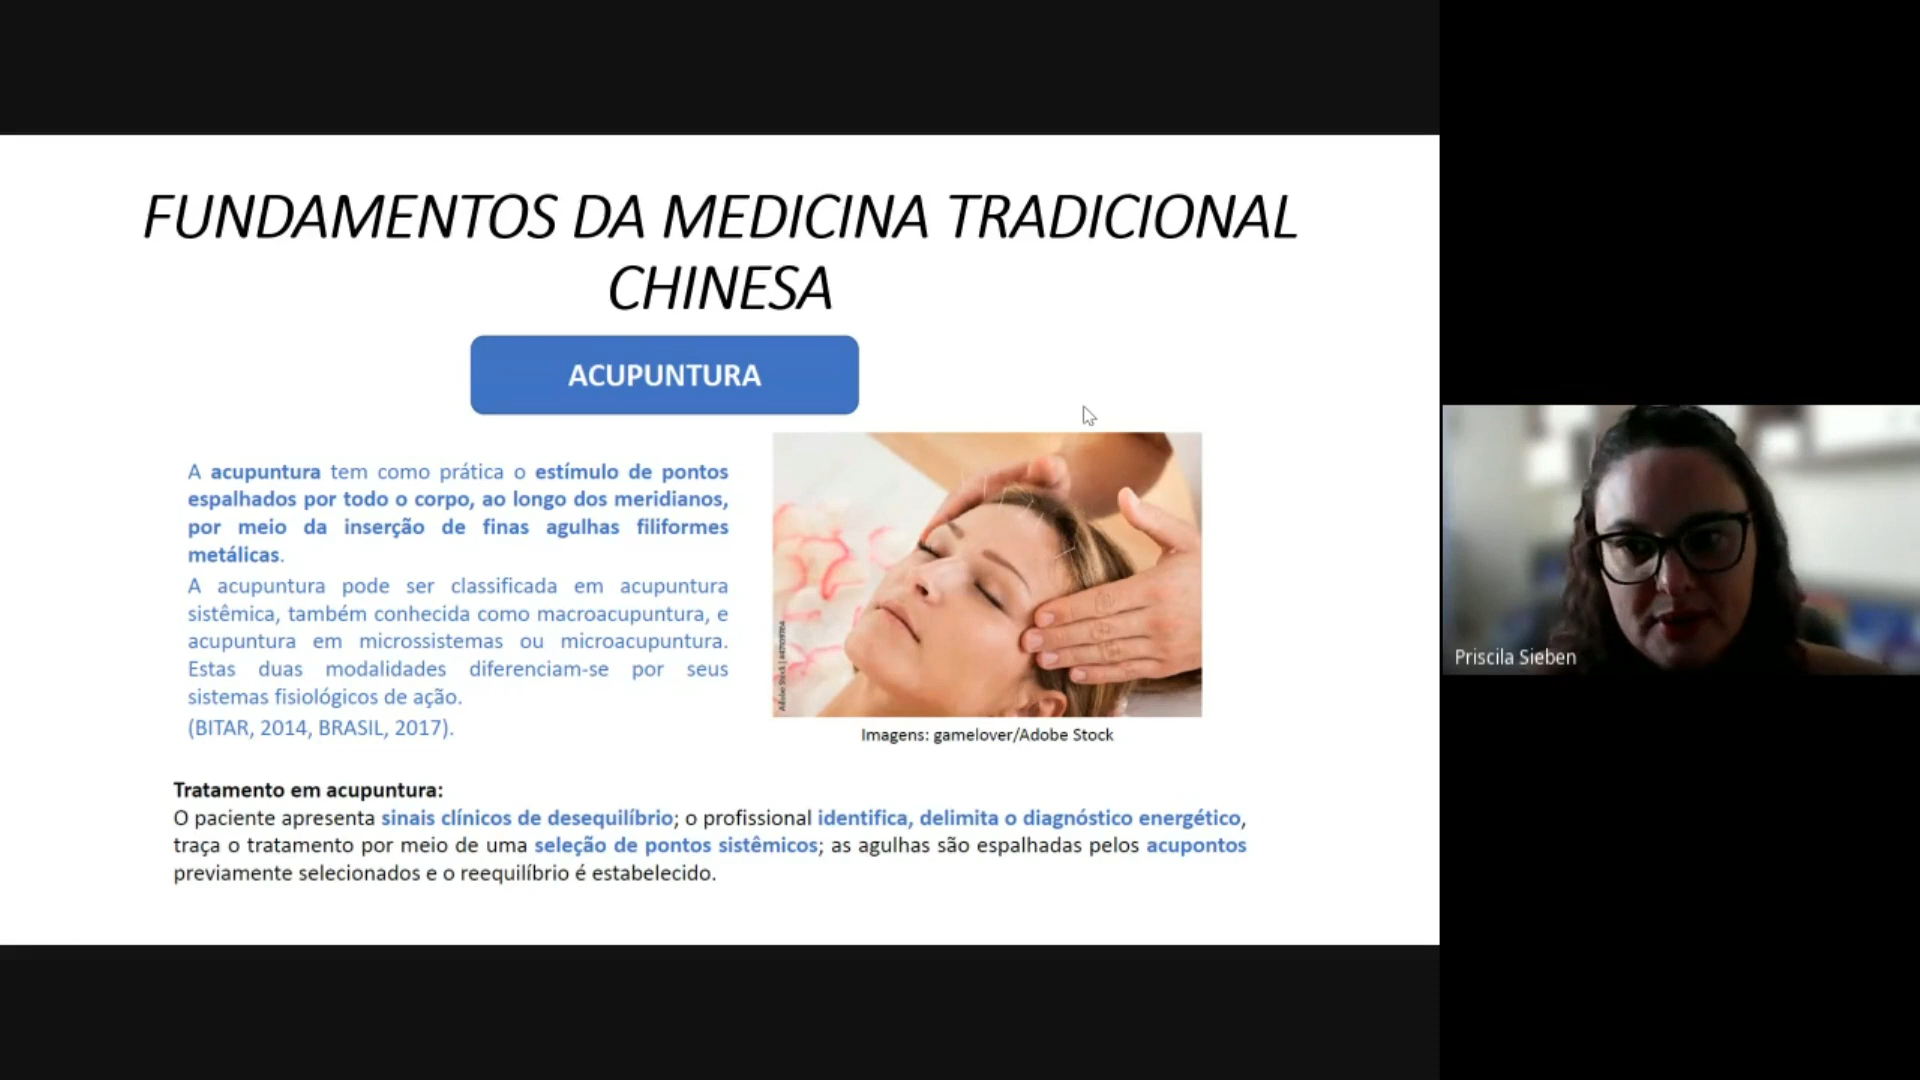 FUNDAMENTOS DA MEDICINA TRADICIONAL
CHINESA
ACUPUNTURA
A acupuntura tem como prática o estímulo de pontos
espalhados por todo o corpo, ao longo dos meridianos,
por meio da inserção de finas agulhas filiformes
metálicas.
A acupuntura pode ser classificada em acupuntura
sistêmica, também conhecida como macroacupuntura, e
acupuntura em microssistemas ou microacupuntura.
Estas duas modalidades diferenciam-se por seus
sistemas fisiológicos de ação.
(BITAR, 2014, BRASIL, 2017).
Imagens: gamelover/Adobe Stock
Tratamento em acupuntura:
O paciente apresenta sinais clínicos de desequilíbrio; o profissional identifica, delimita o diagnóstico energético,
traça o tratamento por meio de uma seleção de pontos sistêmicos; as agulhas são espalhadas pelos acupontos
previamente selecionados e o reequilíbrio é estabelecido.
Priscila Sieben